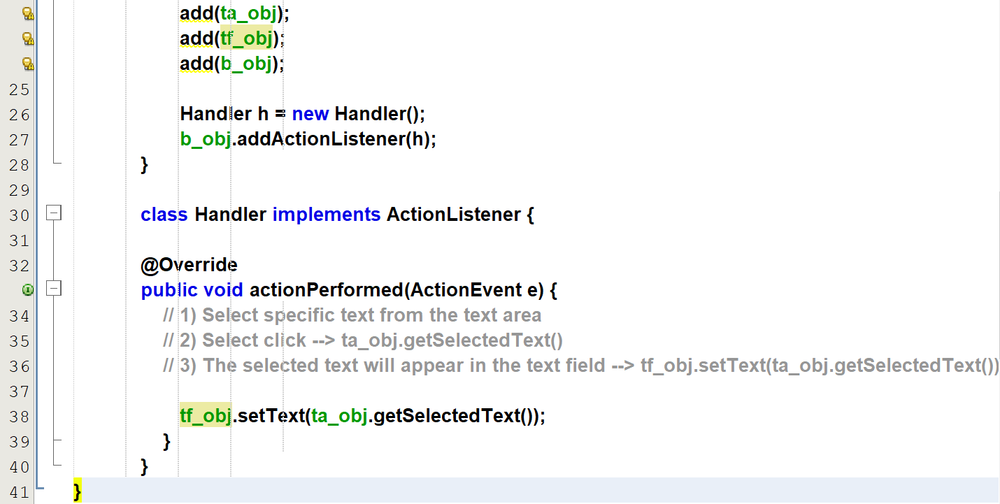 add(ta_obj);
add(tf_obj);
add(b_obj);
25
26 Handler h = new Handler();
27 b_obj.addActionListener(h);
28 }
29
30 class Handler implements ActionListener {
31
32 @Override
public void actionPerformed(ActionEvent e) {
34 // 1) Select specific text from the text area
35 // 2) Select click --> ta_obj.getSelectedText()
36 // 3) The selected text will appear in the text field --> tf_obj.setText(ta_obj.getSelectedText())
37
38 tf_obj.setText(ta_obj.getSelectedText());
39 }
40 }
41 }